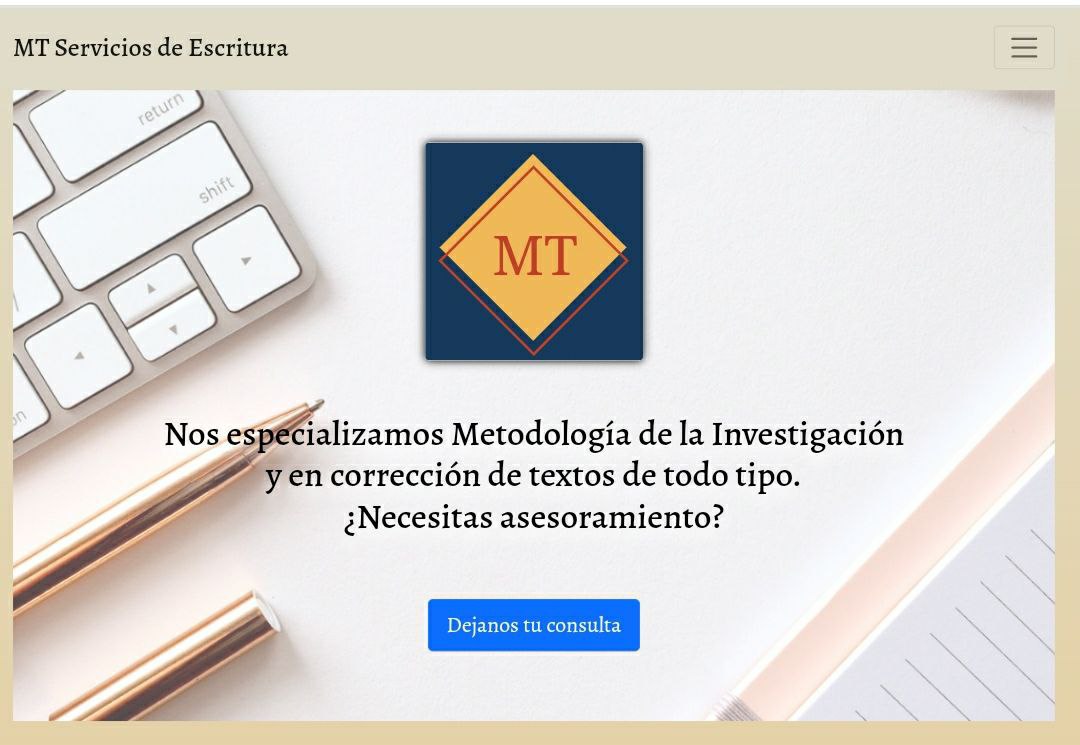 MT Servicios de Escritura
return
shift
MT
Nos especializamos Metodología de la Investigación
y en corrección de textos de todo tipo.
¿Necesitas asesoramiento?
Dejanos tu consulta